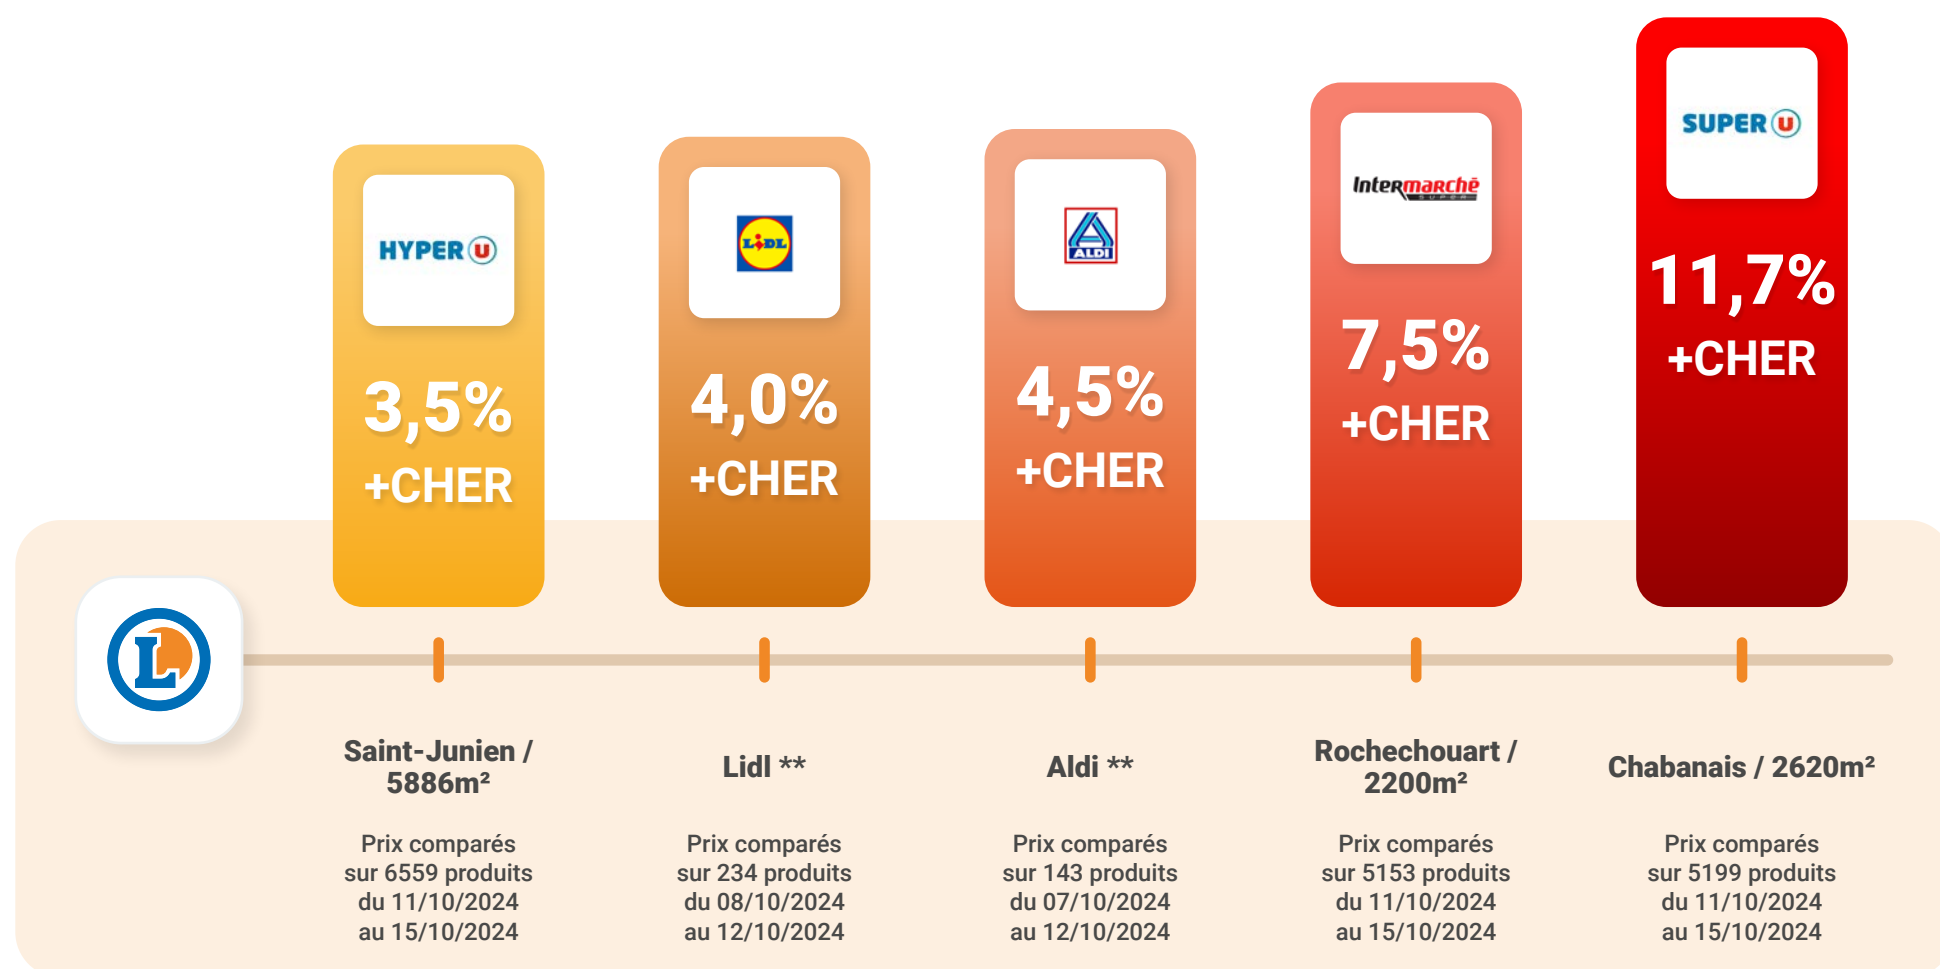 HYPER U
3,5%
+CHER
LIDL
4,0%
+CHER
ALDI
4,5%
+CHER
Intermarchē
SUPER
7,5%
+CHER
SUPER U
11,7%
+CHER
L
Saint-Junien /
5886m²
Prix comparés
sur 6559 produits
du 11/10/2024
au 15/10/2024
Lidl **
Prix comparés
sur 234 produits
du 08/10/2024
au 12/10/2024
Aldi **
Prix comparés
sur 143 produits
du 07/10/2024
au 12/10/2024
Rochechouart /
2200m²
Prix comparés
sur 5153 produits
du 11/10/2024
au 15/10/2024
Chabanais / 2620m²
Prix comparés
sur 5199 produits
du 11/10/2024
au 15/10/2024